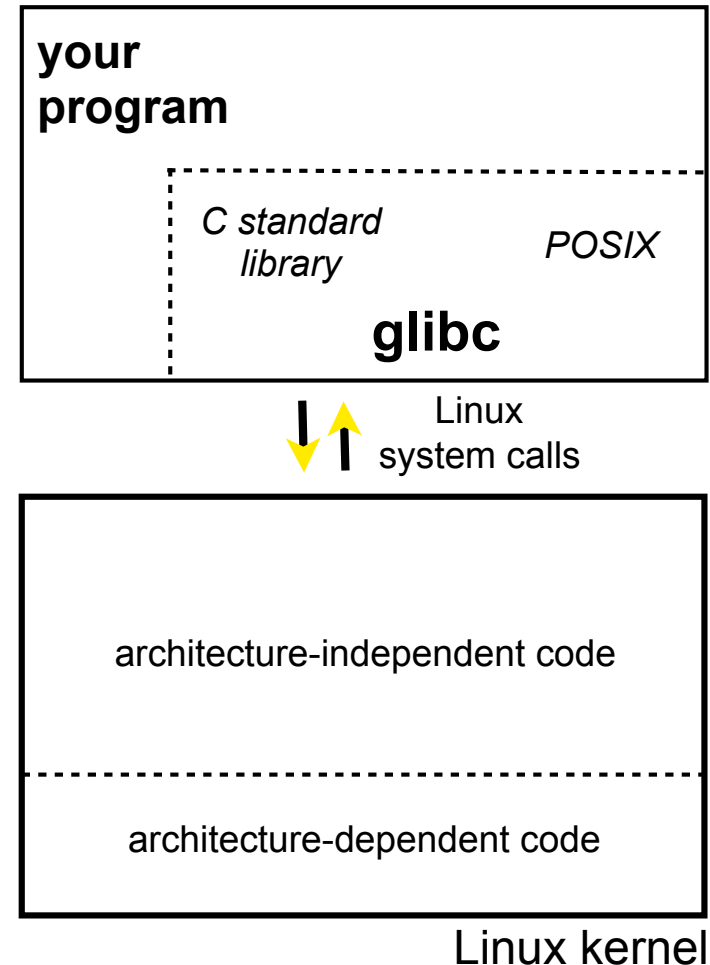 your
program
C standard
library
POSIX
glibc
Linux
system calls
architecture-independent code
architecture-dependent code
Linux kernel